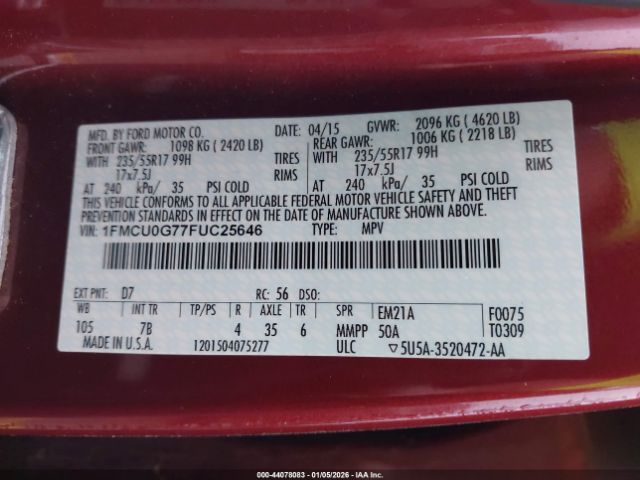 MFD. BY FORD MOTOR CO. DATE: 04/15 GVWR: 2096 KG ( 4620 LB)
FRONT GAWR: 1098 KG ( 2420 LB) REAR GAWR: 1006 KG ( 2218 LB)
WITH 235/55R17 99H TIRES WITH 235/55R17 99H TIRES
17x7.5J RIMS 17x7.5J RIMS
AT 240 kPa/ 35 PSI COLD AT 240 kPa/ 35 PSI COLD
THIS VEHICLE CONFORMS TO ALL APPLICABLE FEDERAL MOTOR VEHICLE SAFETY AND THEFT
PREVENTION STANDARDS IN EFFECT ON THE DATE OF MANUFACTURE SHOWN ABOVE.
VIN: 1FMCU0G77FUC25646 TYPE: MPV
EXT PNT: D7 RC: 56 DSO:
WB INT TR TP/PS R AXLE TR SPR EM21A F0075
105 7B 4 35 6 MMPP 50A T0309
MADE IN U.S.A. 1201504075277 ULC ▽5U5A-3520472-AA
000-44078083 - 01/05/2026 - IAA Inc.